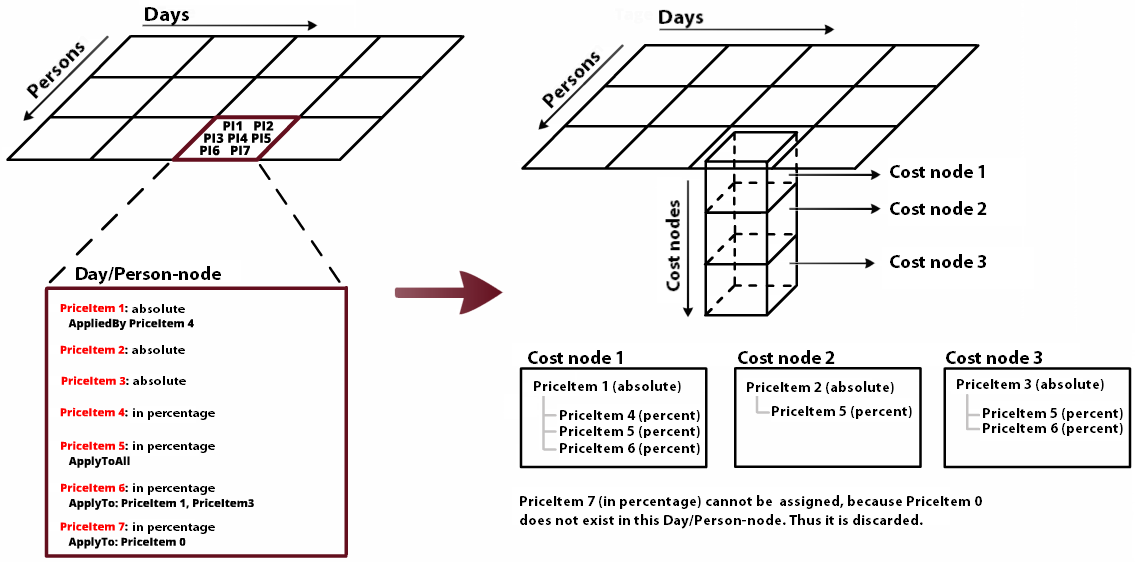 Days
Persons
PI1 PI2
PI3 PI4 PI5
PI6 PI7
Day/Person-node
PriceItem 1: absolute
AppliedBy PriceItem 4
PriceItem 2: absolute
PriceItem 3: absolute
PriceItem 4: in percentage
PriceItem 5: in percentage
ApplyToAll
PriceItem 6: in percentage
ApplyTo: PriceItem 1, PriceItem3
PriceItem 7: in percentage
ApplyTo: PriceItem 0
Days
Persons
Cost nodes
Cost node 1
Cost node 2
Cost node 3
Cost node 1
PriceItem 1 (absolute)
PriceItem 4 (percent)
PriceItem 5 (percent)
PriceItem 6 (percent)
Cost node 2
PriceItem 2 (absolute)
PriceItem 5 (percent)
Cost node 3
PriceItem 3 (absolute)
PriceItem 5 (percent)
PriceItem 6 (percent)
PriceItem 7 (in percentage) cannot be assigned, because PriceItem 0
does not exist in this Day/Person-node. Thus it is discarded.